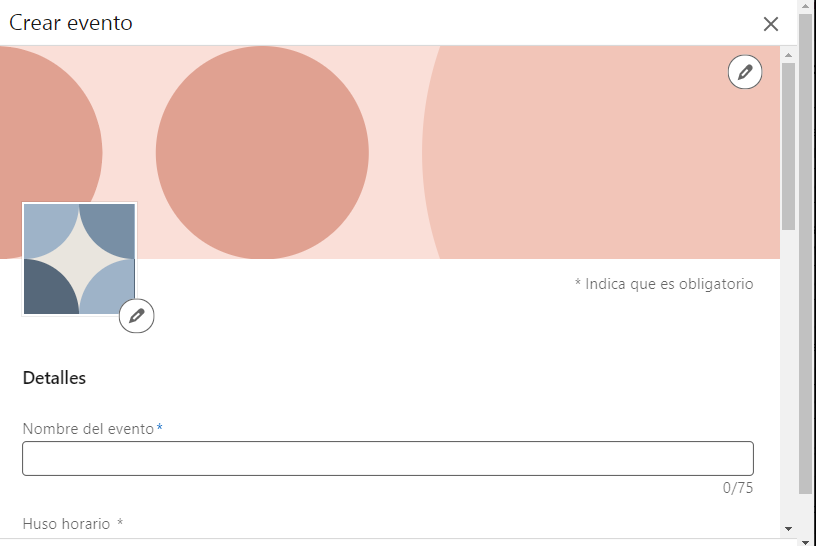 Crear evento
* Indica que es obligatorio
Detalles
Nombre del evento*
0/75
Huso horario *